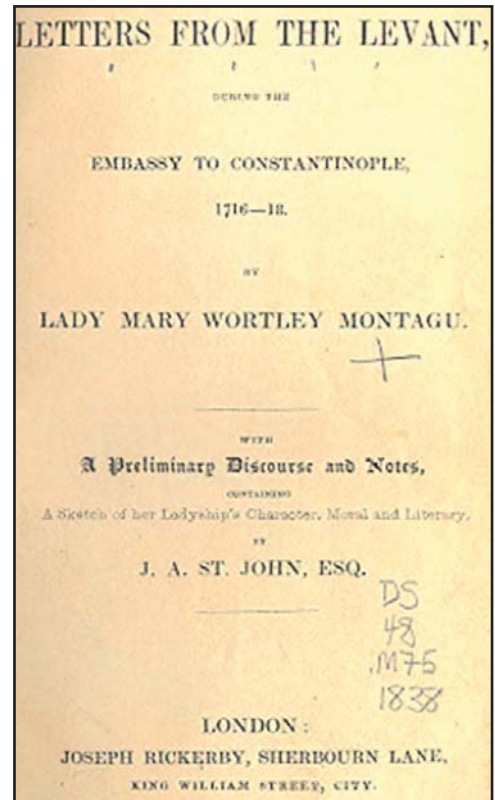 LETTERS FROM THE LEVANT,
DURING THE
EMBASSY TO CONSTANTINOPLE,
1716—18.
BY
LADY MARY WORTLEY MONTAGU.
WITH
A Preliminary Discourse and Notes,
CONTAINING
A Sketch of her Ladyship's Character, Moral and Literary,
BY
J. A. ST. JOHN, ESQ.
DS
48
.M75
1838
LONDON:
JOSEPH RICKERBY, SHERBOURN LANE,
KING WILLIAM STREET, CITY.